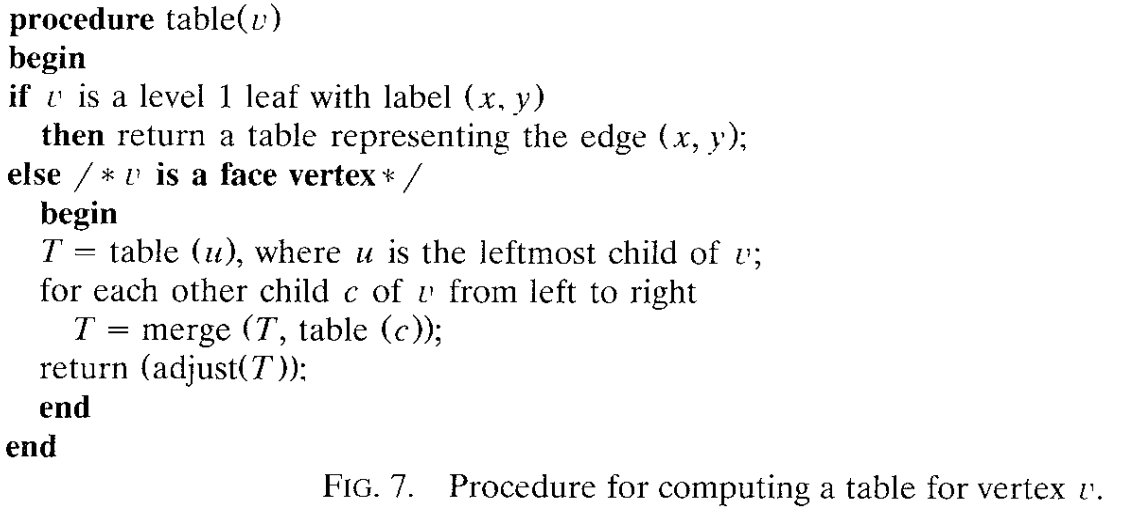 procedure table(v)
begin
if v is a level 1 leaf with label (x, y)
then return a table representing the edge (x, y);
else /* v is a face vertex */
begin
T = table (u), where u is the leftmost child of v;
for each other child c of v from left to right
T = merge (T, table (c));
return (adjust(T));
end
end
FIG. 7. Procedure for computing a table for vertex v.